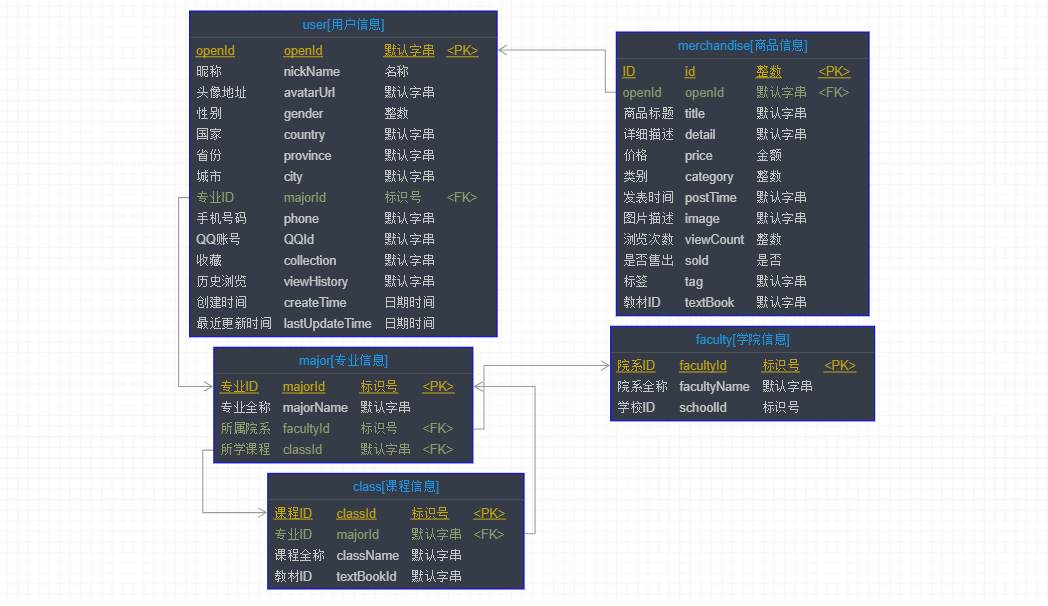 user[用户信息]
openId openId 默认字串 <PK>
昵称 nickName 名称
头像地址 avatarUrl 默认字串
性别 gender 整数
国家 country 默认字串
省份 province 默认字串
城市 city 默认字串
专业ID majorId 标识号 <FK>
手机号码 phone 默认字串
QQ账号 QQId 默认字串
收藏 collection 默认字串
历史浏览 viewHistory 默认字串
创建时间 createTime 日期时间
最近更新时间 lastUpdateTime 日期时间
merchandise[商品信息]
ID id 整数 <PK>
openId openId 默认字串 <FK>
商品标题 title 默认字串
详细描述 detail 默认字串
价格 price 金额
类别 category 整数
发表时间 postTime 默认字串
图片描述 image 默认字串
浏览次数 viewCount 整数
是否售出 sold 是否
标签 tag 默认字串
教材ID textBook 默认字串
faculty[学院信息]
院系ID facultyId 标识号 <PK>
院系全称 facultyName 默认字串
学校ID schoolId 标识号
major[专业信息]
专业ID majorId 标识号 <PK>
专业全称 majorName 默认字串
所属院系 facultyId 标识号 <FK>
所学课程 classId 默认字串 <FK>
class[课程信息]
课程ID classId 标识号 <PK>
专业ID majorId 默认字串 <FK>
课程全称 className 默认字串
教材ID textBookId 默认字串